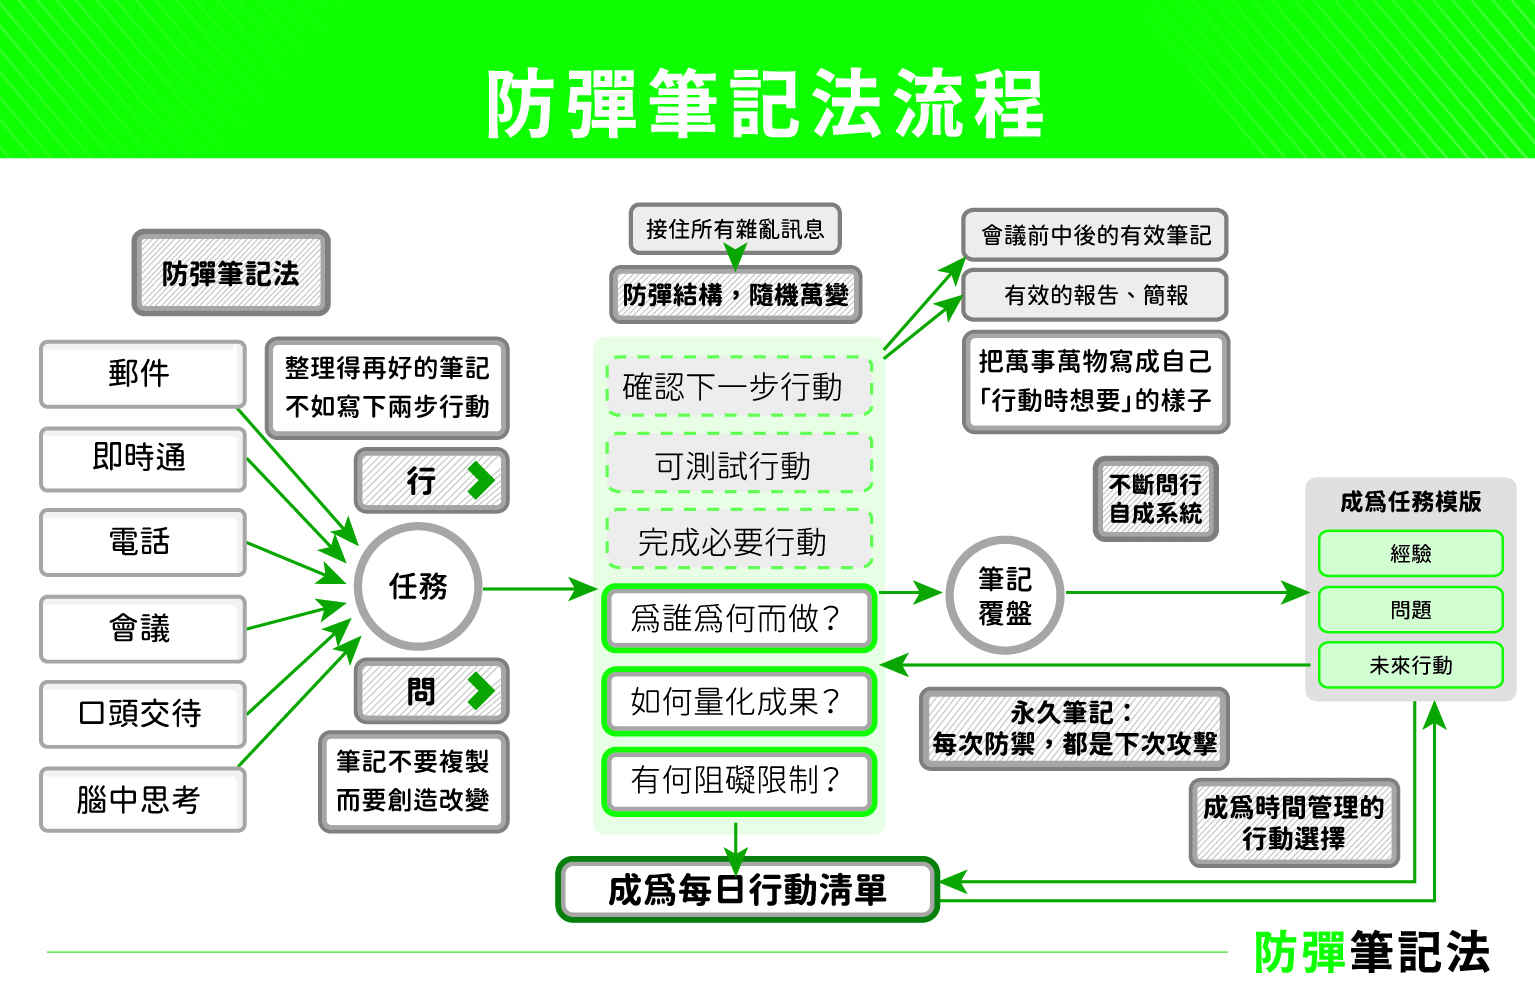 防彈筆記法流程
防彈筆記法
郵件
即時通
電話
會議
口頭交待
腦中思考
整理得再好的筆記
不如寫下兩步行動
行
任務
問
筆記不要複製
而要創造改變
接住所有雜亂訊息
防彈結構，隨機萬變
確認下一步行動
可測試行動
完成必要行動
爲誰爲何而做？
如何量化成果？
有何阻礙限制？
成爲每日行動清單
會議前中後的有效筆記
有效的報告、簡報
把萬事萬物寫成自己
「行動時想要」的樣子
不斷問行
自成系統
筆記
覆盤
成爲任務模版
經驗
問題
未來行動
永久筆記：
每次防禦，都是下次攻擊
成爲時間管理的
行動選擇
防彈筆記法